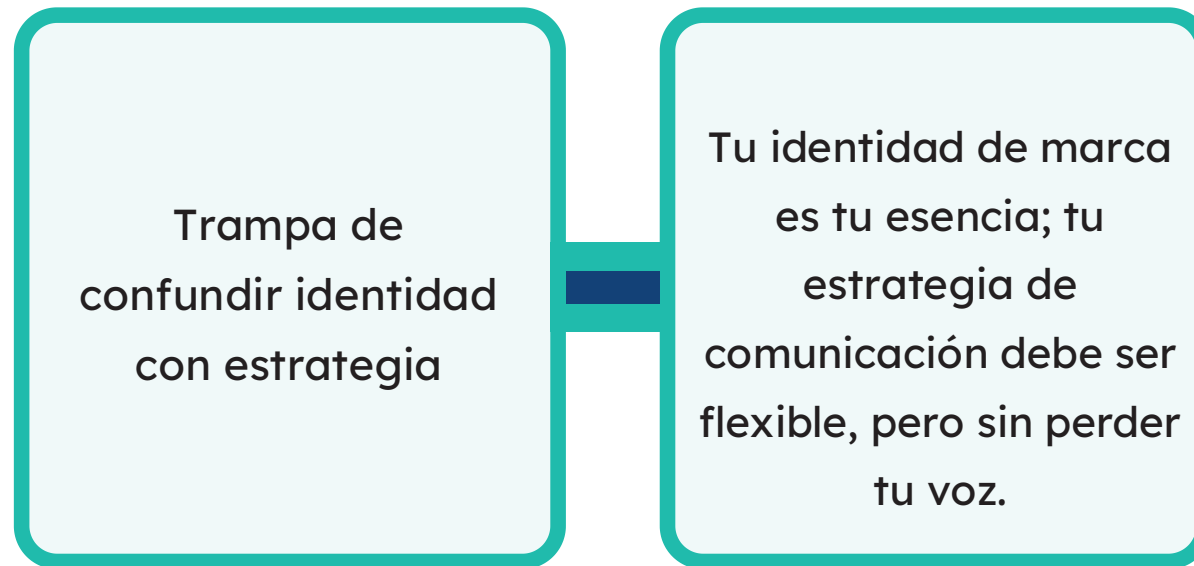 Trampa de
confundir identidad
con estrategia
Tu identidad de marca
es tu esencia; tu
estrategia de
comunicación debe ser
flexible, pero sin perder
tu voz.